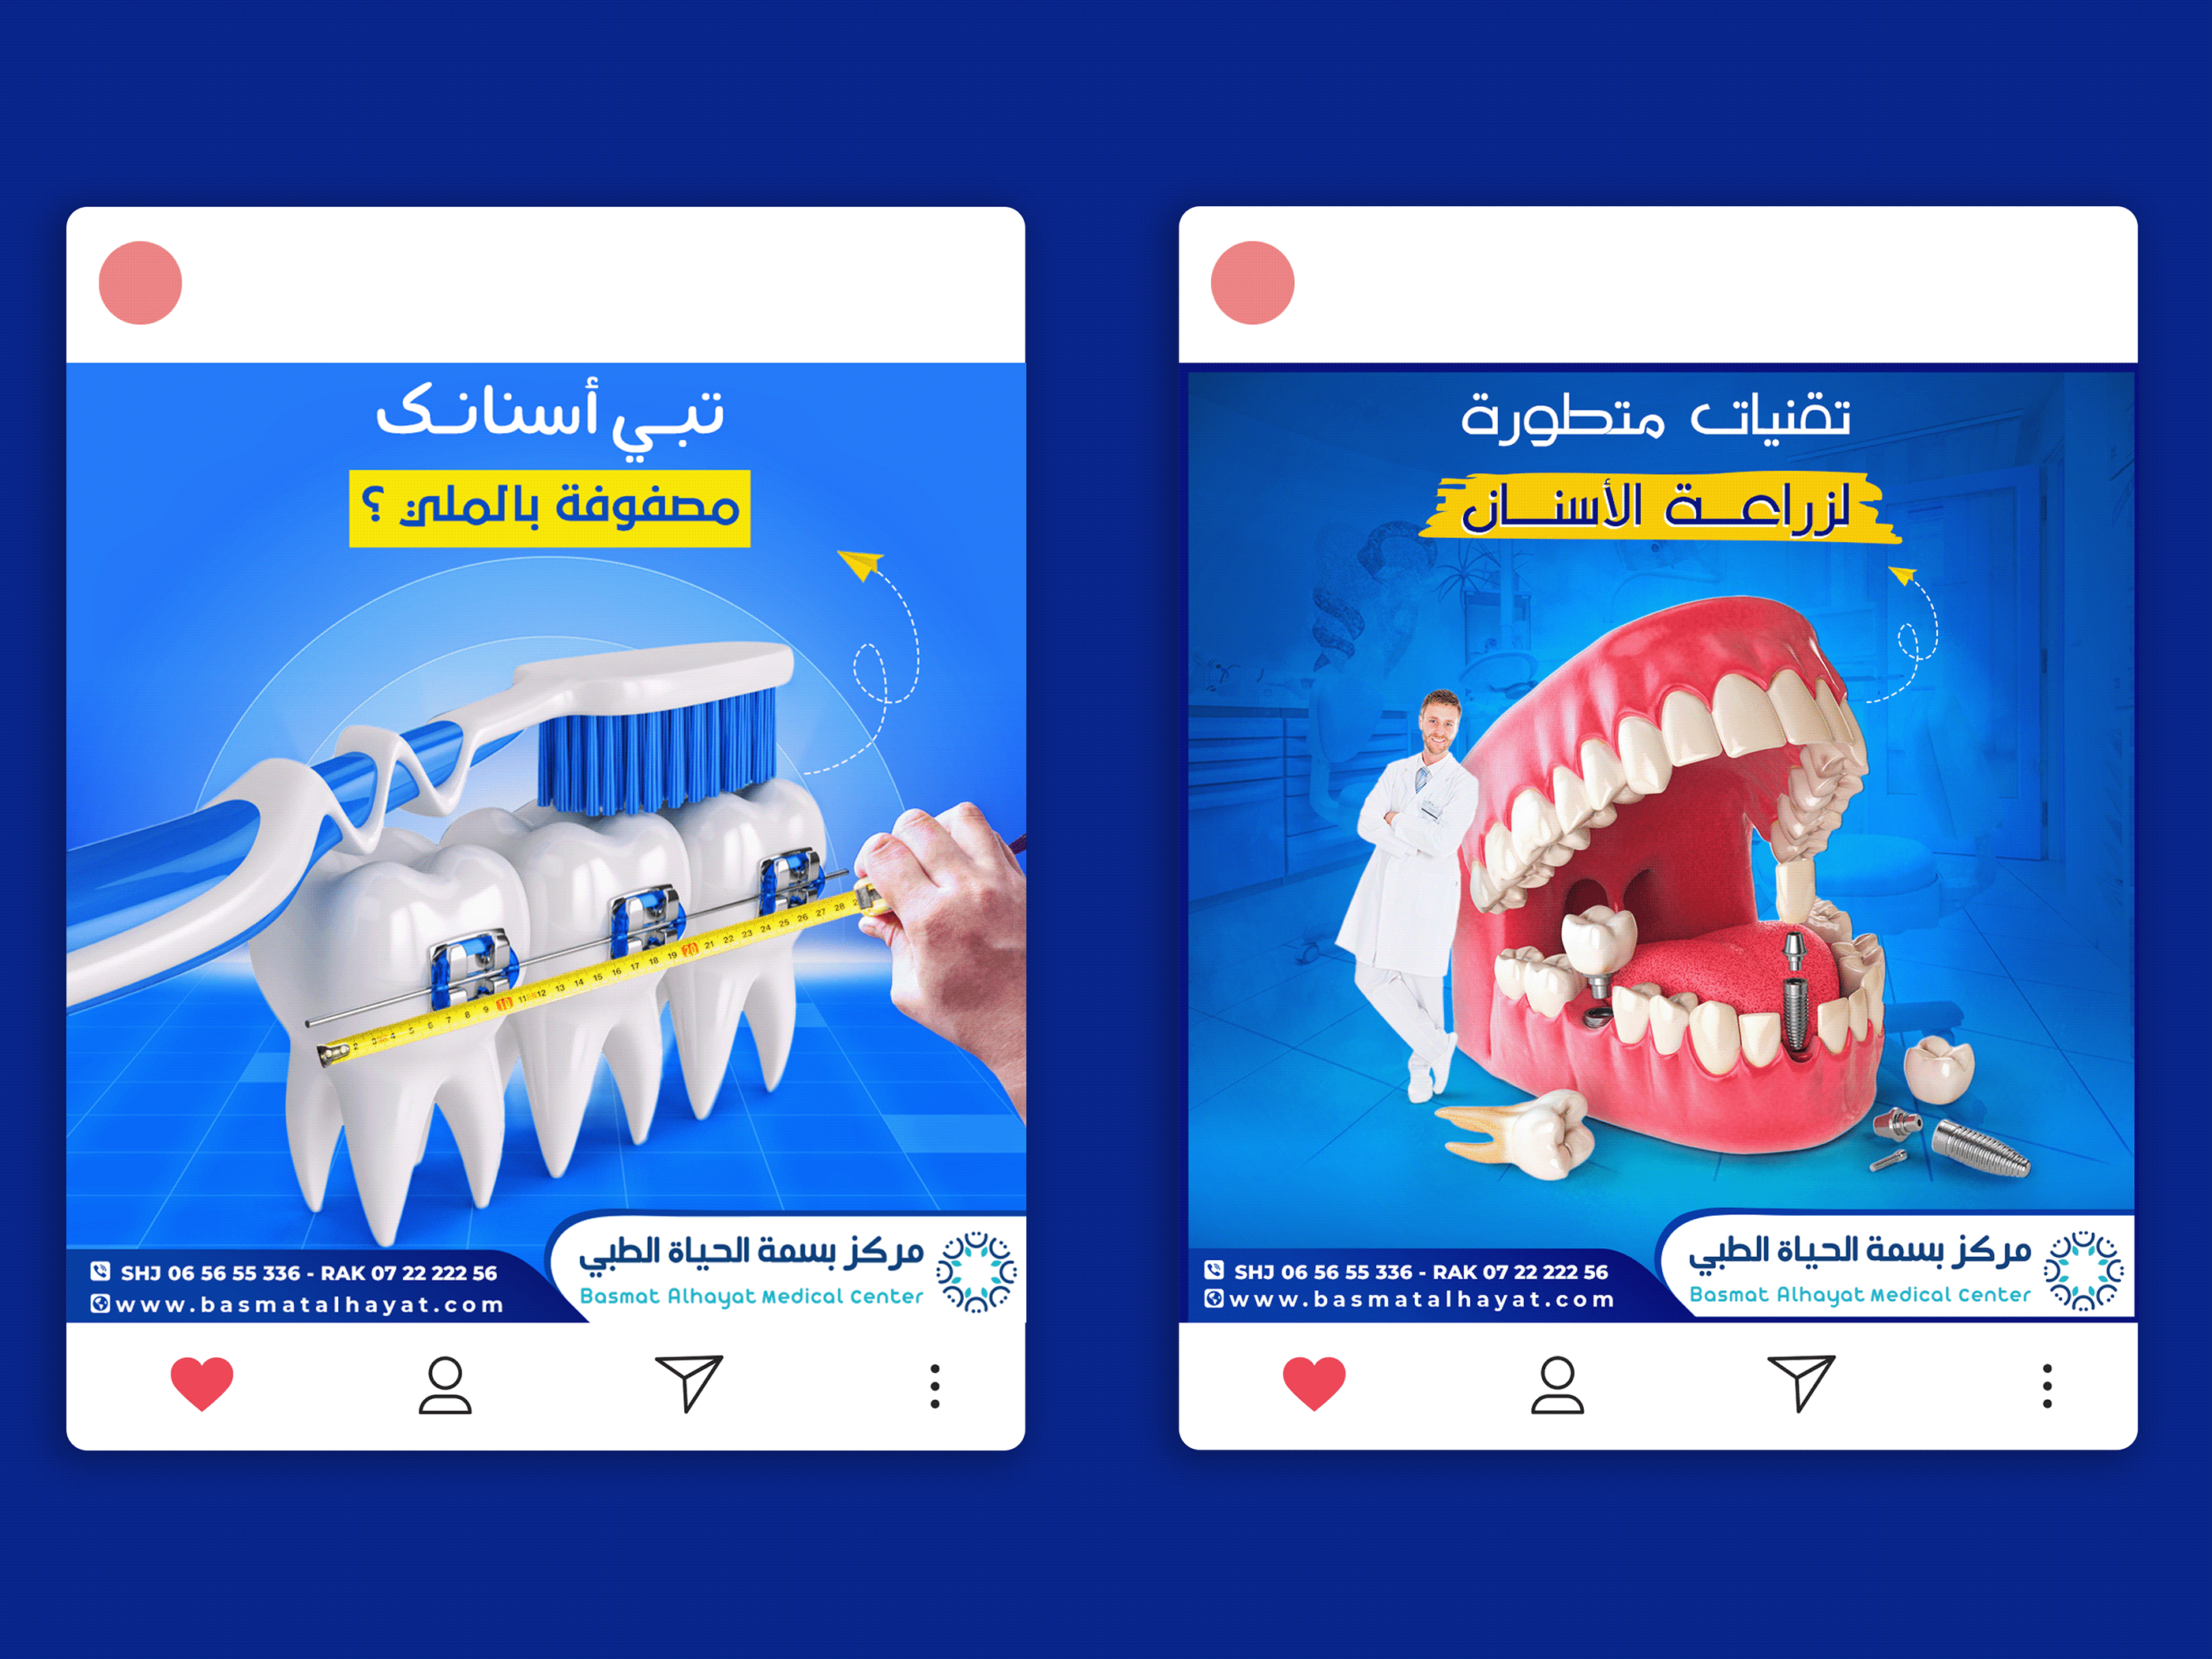 تبي أسنانك
مصفوفة بالملي ؟
SHJ 06 56 55 336 - RAK 07 22 222 56
www.basmatalhayat.com
مركز بسمة الحياة الطبي
Basmat Alhayat Medical Center
تقنيات متطورة
لزراعة الأسنان
SHJ 06 56 55 336 - RAK 07 22 222 56
www.basmatalhayat.com
مركز بسمة الحياة الطبي
Basmat Alhayat Medical Center